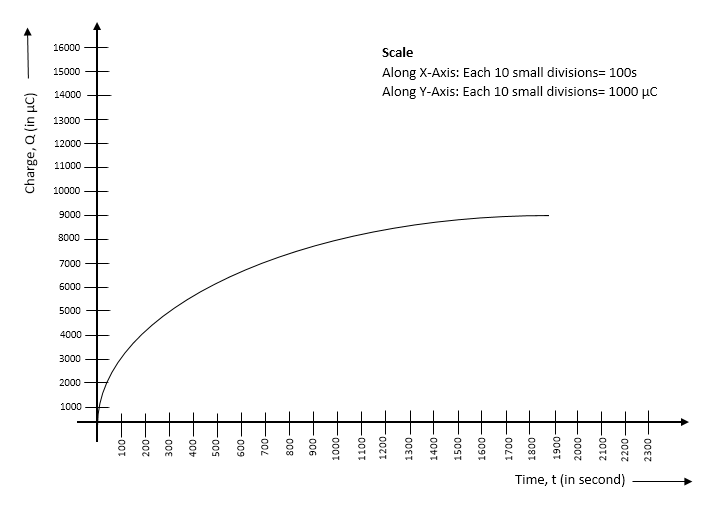 Scale
Along X-Axis: Each 10 small divisions= 100s
Along Y-Axis: Each 10 small divisions= 1000 µC
Charge, Q (in µC)
16000
15000
14000
13000
12000
11000
10000
9000
8000
7000
6000
5000
4000
3000
2000
1000
100 200 300 400 500 600 700 800 900 1000 1100 1200 1300 1400 1500 1600 1700 1800 1900 2000 2100 2200 2300
Time, t (in second)